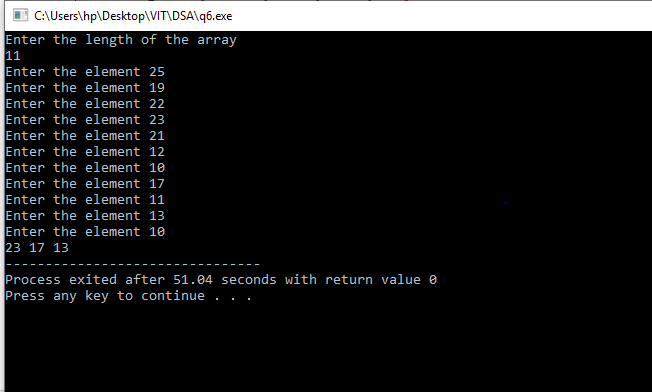 C:\Users\hp\Desktop\VIT\DSA\q6.exe
Enter the length of the array
11
Enter the element 25
Enter the element 19
Enter the element 22
Enter the element 23
Enter the element 21
Enter the element 12
Enter the element 10
Enter the element 17
Enter the element 11
Enter the element 13
Enter the element 10
23 17 13
--------------------------------
Process exited after 51.04 seconds with return value 0
Press any key to continue . . .